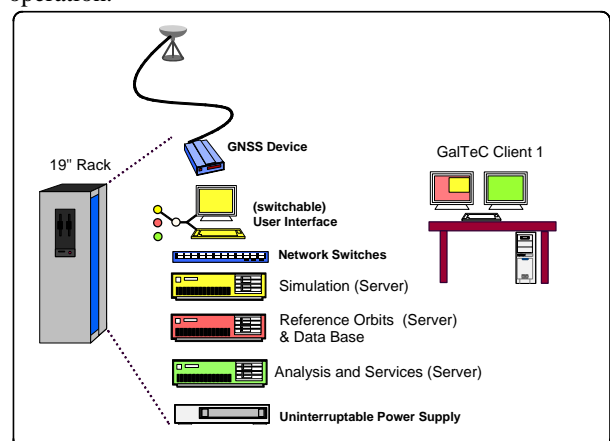 operation.
GNSS Device
19" Rack
GalTeC Client 1
(switchable)
User Interface
Network Switches
Simulation (Server)
Reference Orbits (Server)
& Data Base
Analysis and Services (Server)
Uninterruptable Power Supply